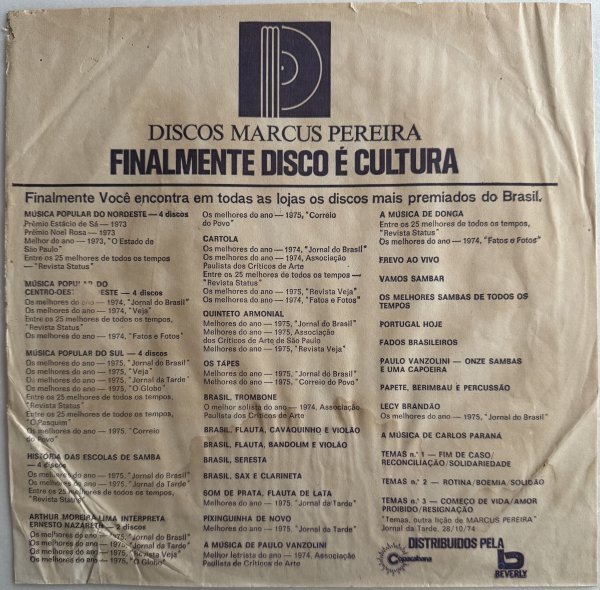 DISCOS MARCUS PEREIRA
FINALMENTE DISCO É CULTURA
Finalmente Você encontra em todas as lojas os discos mais premiados do Brasil.
MÚSICA POPULAR DO NORDESTE — 4 discos
Prêmio Estácio de Sá — 1973
Prêmio Noel Rosa — 1973
Melhor do ano — 1973, "O Estado de
São Paulo"
Entre os 25 melhores de todos os tempos
— "Revista Status"
MÚSICA POPULAR DO
CENTRO-OEST ESTE — 4 discos
Os melhores do ano — 1974, "Jornal do Brasil"
Os melhores do ano — 1974, "Veja"
Entre os 25 melhores de todos os tempos,
"Revista Status"
Os melhores do ano — 1974, "Fatos e Fotos"
MÚSICA POPULAR DO SUL — 4 discos
Os melhores do ano — 1975, "Jornal do Brasil"
Os melhores do ano — 1975, "Veja"
Os melhores do ano — 1975, "Jornal da Tarde"
Os melhores do ano — 1975, "O Globo"
Entre os 25 melhores de todos os tempos,
"Revista Status"
Entre os 25 melhores de todos os tempos,
"O Pasquim"
Os melhores do ano — 1975, "Correio
do Povo"
HISTÓRIA DAS ESCOLAS DE SAMBA
— 4 discos
Os melhores do ano — 1975, "Jornal do Brasil"
Os melhores do ano — 1975, "Jornal da Tarde"
Entre os 25 melhores de todos os tempos,
"Revista Status"
ARTHUR MOREIRA LIMA INTERPRETA
ERNESTO NAZARETH — 2 discos
Os melhores do ano — 1975, "Jornal do Brasil"
Os melhores do ano — 1975, "Jornal da Tarde"
Os melhores do ano — 1975, "Revista Veja"
Os melhores do ano — 1975, "O Globo"
Os melhores do ano — 1975, "Correio
do Povo"
CARTOLA
Os melhores do ano — 1974, "Jornal do Brasil"
Os melhores do ano — 1974, Associação
Paulista dos Críticos de Arte
Entre os 25 melhores de todos os tempos —
"Revista Status"
Os melhores do ano — 1975, "Revista Veja"
Os melhores do ano — 1974, "Fatos e Fotos"
QUINTETO ARMONIAL
Melhores do ano — 1975, "Jornal do Brasil"
Melhores do ano — 1975, Associação
dos Críticos de Arte de São Paulo
Melhores do ano — 1975, "Revista Veja"
OS TAPES
Melhores do ano — 1975, "Jornal do Brasil"
Melhores do ano — 1975, "Correio do Povo"
BRASIL, TROMBONE
O melhor solista do ano — 1974, Associação
Paulista dos Críticos de Arte
BRASIL, FLAUTA, CAVAQUINHO E VIOLÃO
BRASIL, FLAUTA, BANDOLIM E VIOLÃO
BRASIL, SERESTA
BRASIL, SAX E CLARINETA
SOM DE PRATA, FLAUTA DE LATA
Os melhores do ano — 1975, "Jornal da Tarde"
PIXINGUINHA DE NOVO
Os melhores do ano — 1975, "Jornal da Tarde"
A MÚSICA DE PAULO VANZOLINI
Melhor letrista do ano — 1974, Associação
Paulista de Críticos de Arte
A MÚSICA DE DONGA
Entre os 25 melhores de todos os tempos,
"Revista Status"
Os melhores do ano — 1974, "Fatos e Fotos"
FREVO AO VIVO
VAMOS SAMBAR
OS MELHORES SAMBAS DE TODOS OS
TEMPOS
PORTUGAL HOJE
FADOS BRASILEIROS
PAULO VANZOLINI — ONZE SAMBAS
E UMA CAPOEIRA
PAPETE, BERIMBAU E PERCUSSÃO
LECY BRANDÃO
Os melhores do ano — 1975, "Jornal do Brasil"
A MÚSICA DE CARLOS PARANÁ
TEMAS n.º 1 — FIM DE CASO/
RECONCILIAÇÃO/SOLIDARIEDADE
TEMAS n.º 2 — ROTINA/BOEMIA/SOLIDÃO
TEMAS n.º 3 — COMEÇO DE VIDA/AMOR
PROIBIDO/RESIGNAÇÃO
"Temas, outra lição de MARCUS PEREIRA"
Jornal da Tarde, 28/10/74
DISTRIBUIDOS PELA
Copacabana
BEVERLY